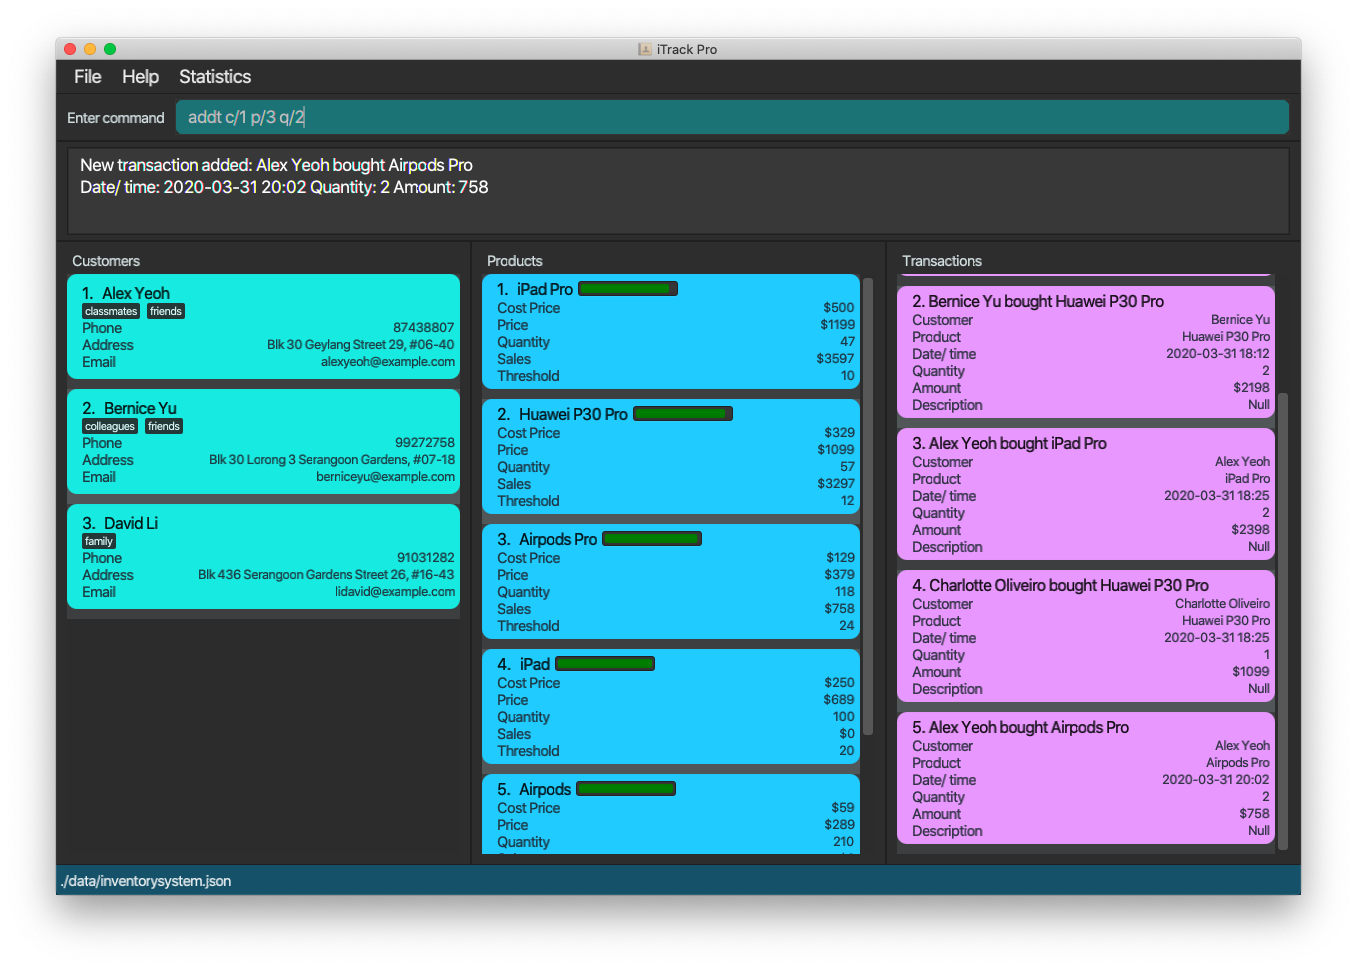 iTrack Pro
File Help Statistics
Enter command addt c/1 p/3 q/2
New transaction added: Alex Yeoh bought Airpods Pro
Date/ time: 2020-03-31 20:02 Quantity: 2 Amount: 758
Customers
1. Alex Yeoh
classmates friends
Phone 87438807
Address Blk 30 Geylang Street 29, #06-40
Email alexyeoh@example.com
2. Bernice Yu
colleagues friends
Phone 99272758
Address Blk 30 Lorong 3 Serangoon Gardens, #07-18
Email berniceyu@example.com
3. David Li
family
Phone 91031282
Address Blk 436 Serangoon Gardens Street 26, #16-43
Email lidavid@example.com
Products
1. iPad Pro
Cost Price $500
Price $1199
Quantity 47
Sales $3597
Threshold 10
2. Huawei P30 Pro
Cost Price $329
Price $1099
Quantity 57
Sales $3297
Threshold 12
3. Airpods Pro
Cost Price $129
Price $379
Quantity 118
Sales $758
Threshold 24
4. iPad
Cost Price $250
Price $689
Quantity 100
Sales $0
Threshold 20
5. Airpods
Cost Price $59
Price $289
Quantity 210
Transactions
2. Bernice Yu bought Huawei P30 Pro
Customer Bernice Yu
Product Huawei P30 Pro
Date/ time 2020-03-31 18:12
Quantity 2
Amount $2198
Description Null
3. Alex Yeoh bought iPad Pro
Customer Alex Yeoh
Product iPad Pro
Date/ time 2020-03-31 18:25
Quantity 2
Amount $2398
Description Null
4. Charlotte Oliveiro bought Huawei P30 Pro
Customer Charlotte Oliveiro
Product Huawei P30 Pro
Date/ time 2020-03-31 18:25
Quantity 1
Amount $1099
Description Null
5. Alex Yeoh bought Airpods Pro
Customer Alex Yeoh
Product Airpods Pro
Date/ time 2020-03-31 20:02
Quantity 2
Amount $758
Description Null
./data/inventorysystem.json